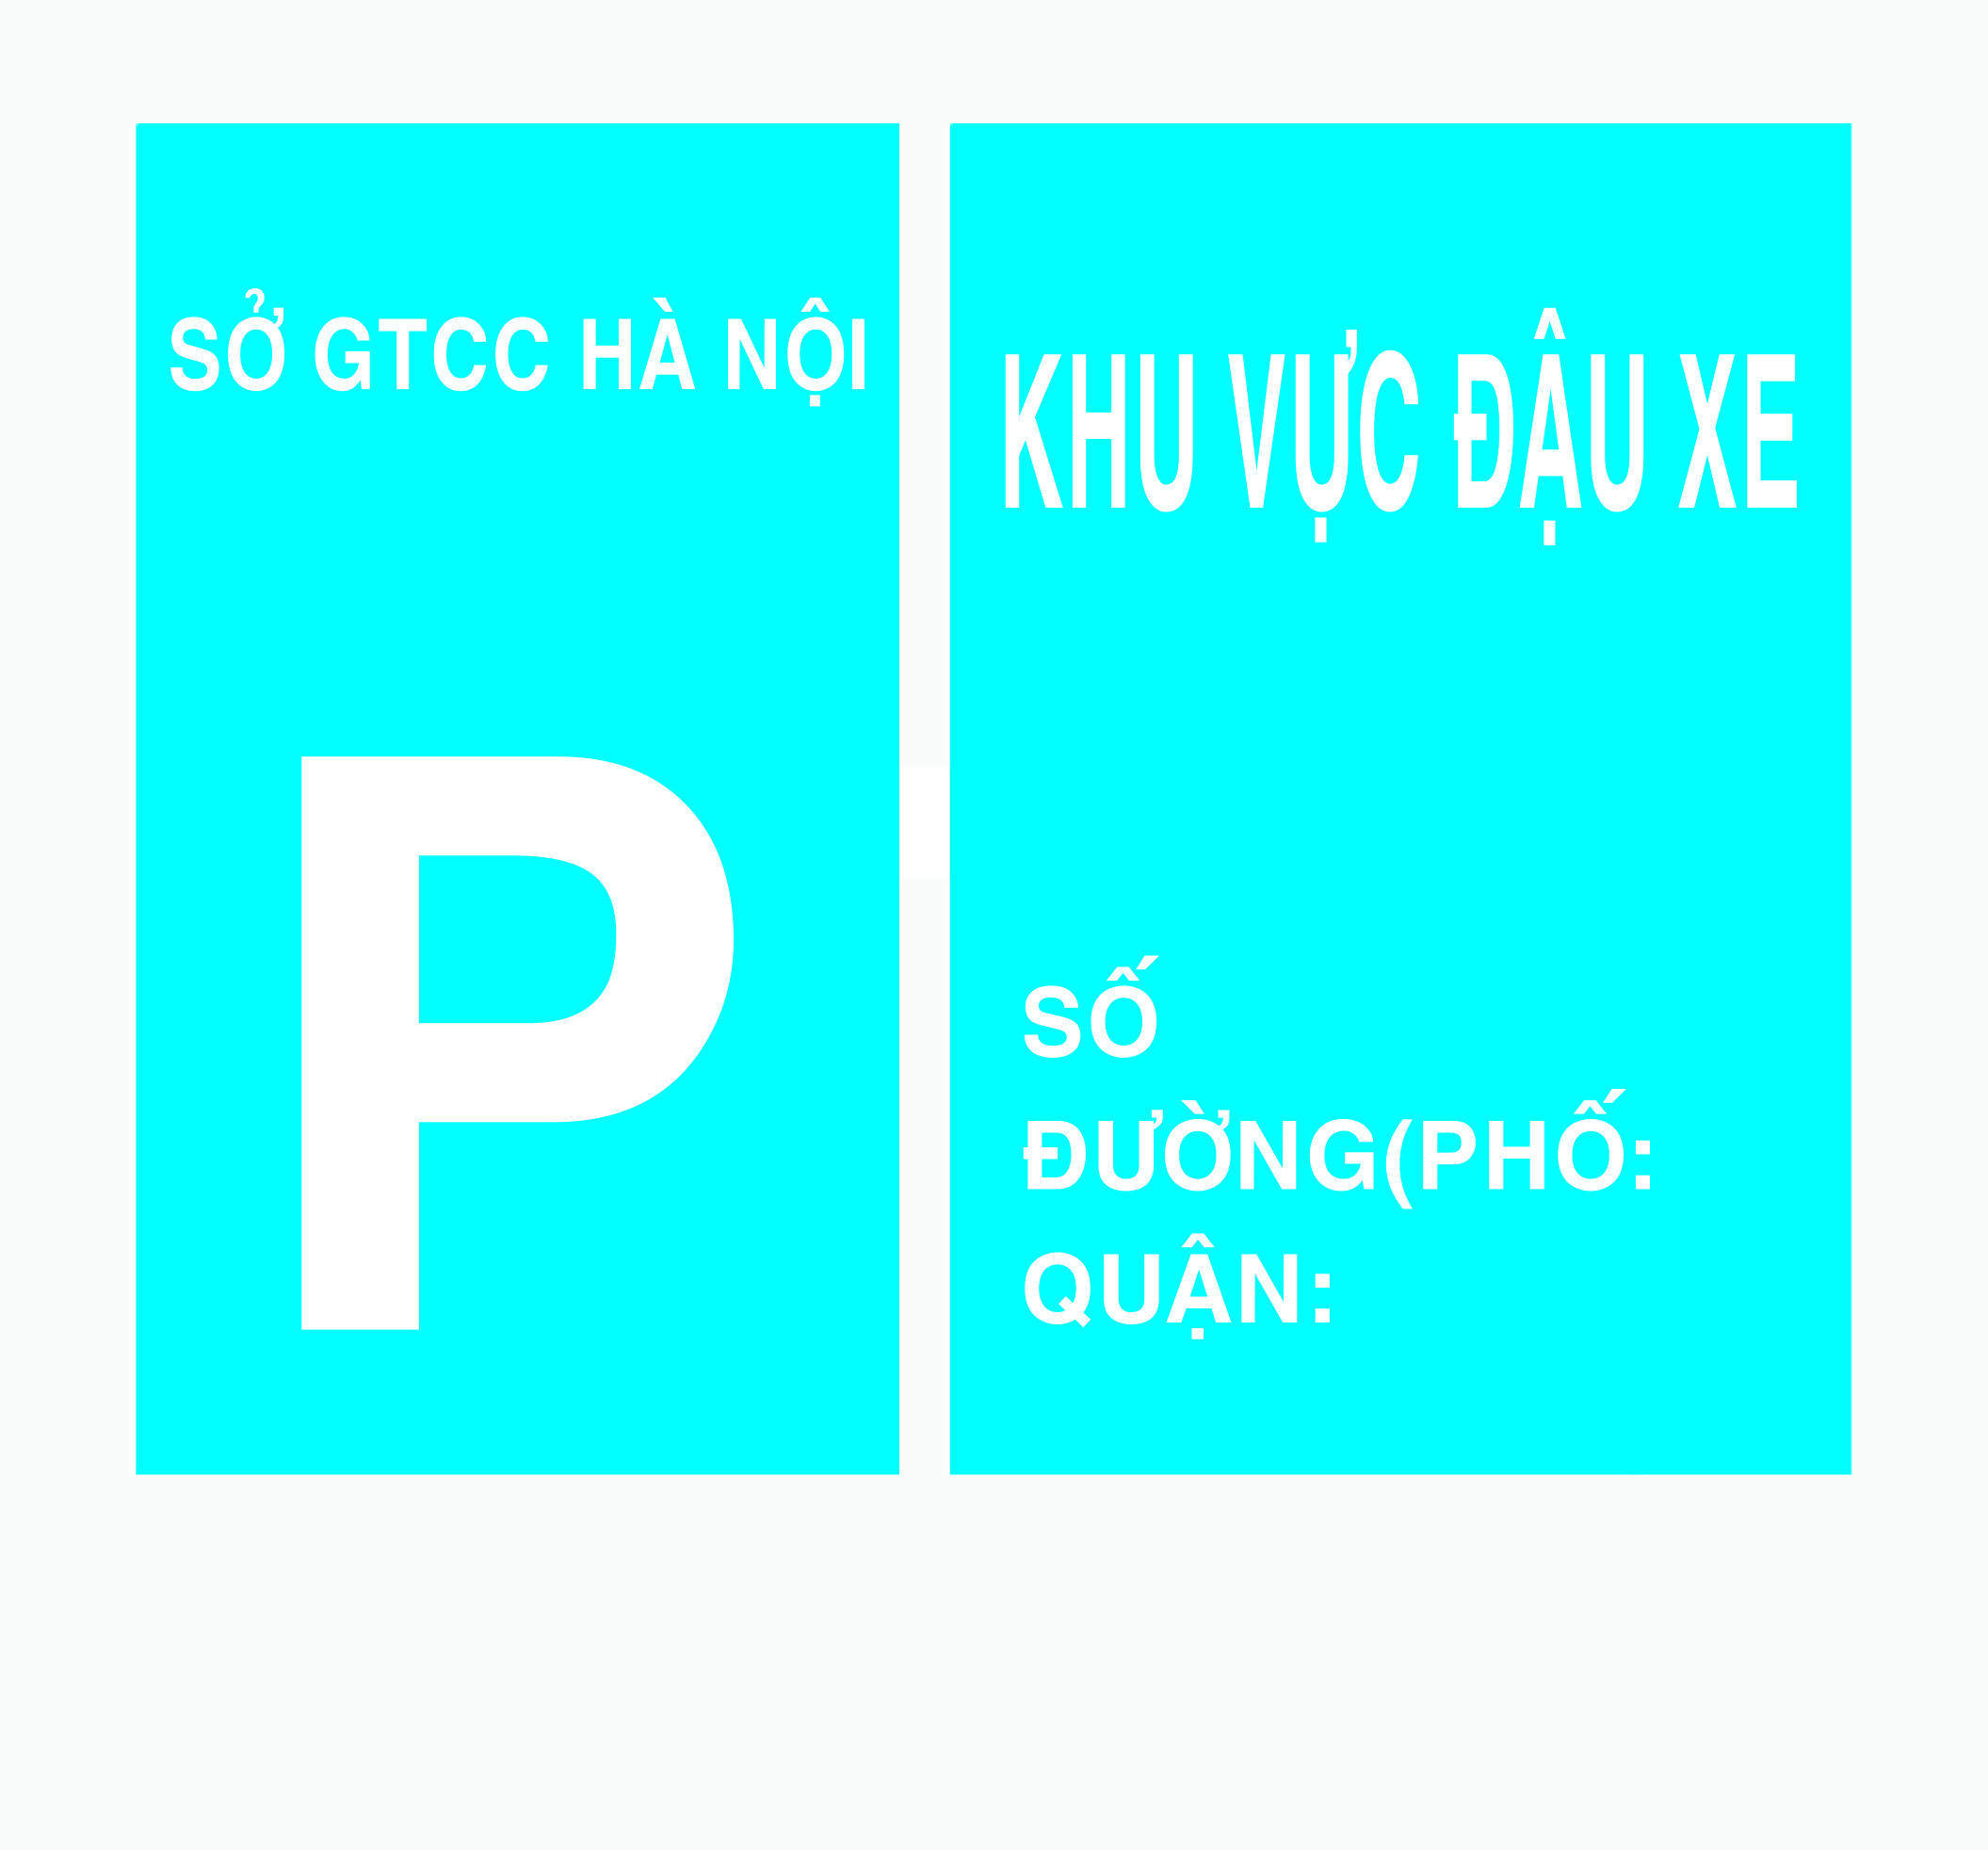 SỞ GTCC HÀ NỘI
P
KHU VỰC ĐẬU XE
SỐ
ĐƯỜNG(PHỐ:
QUẬN: